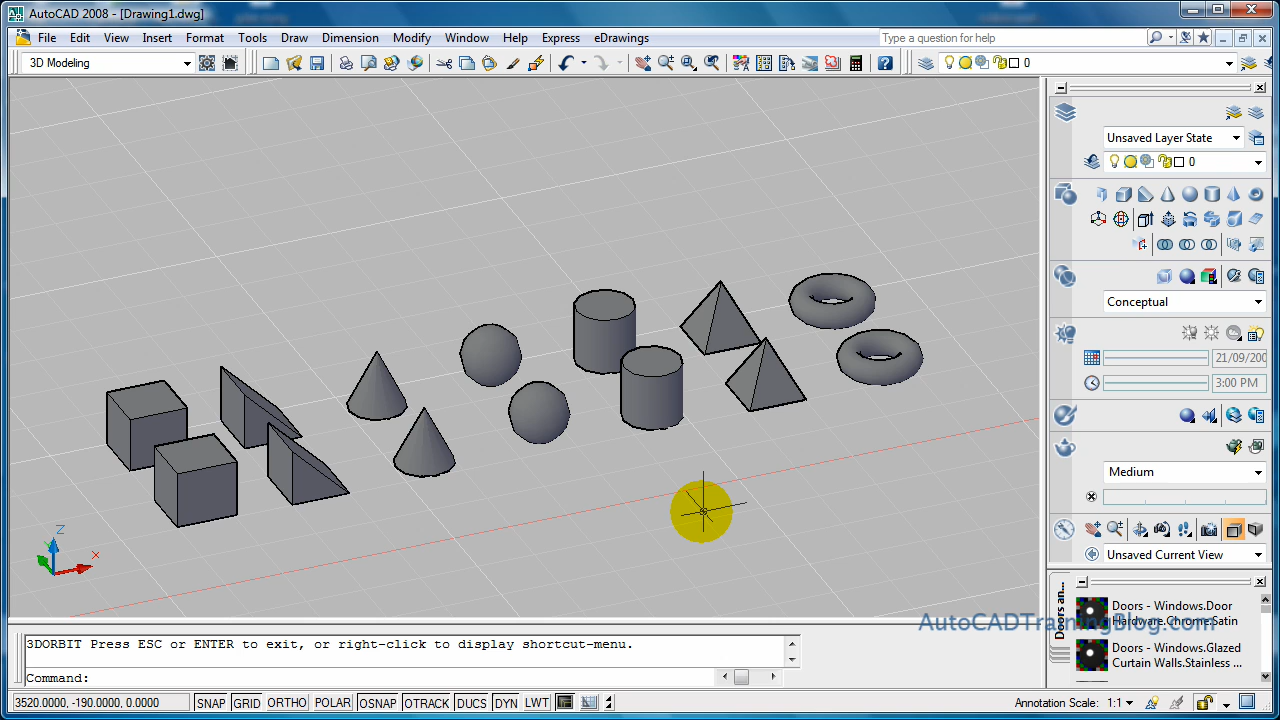 AutoCAD 2008 - [Drawing1.dwg]
File Edit View Insert Format Tools Draw Dimension Modify Window Help Express eDrawings
Type a question for help
3D Modeling
0
Unsaved Layer State
0
Conceptual
21/09/200
3:00 PM
Medium
Unsaved Current View
Doors an...
Doors - Windows.Door
Hardware.Chrome.Satin
Doors - Windows.Glazed
Curtain Walls.Stainless ...
AutoCADTrainingBlog.com
Z
X
3DORBIT Press ESC or ENTER to exit, or right-click to display shortcut-menu.
Command:
3520.0000, -190.0000, 0.0000 SNAP GRID ORTHO POLAR OSNAP OTRACK DUCS DYN LWT
Annotation Scale: 1:1